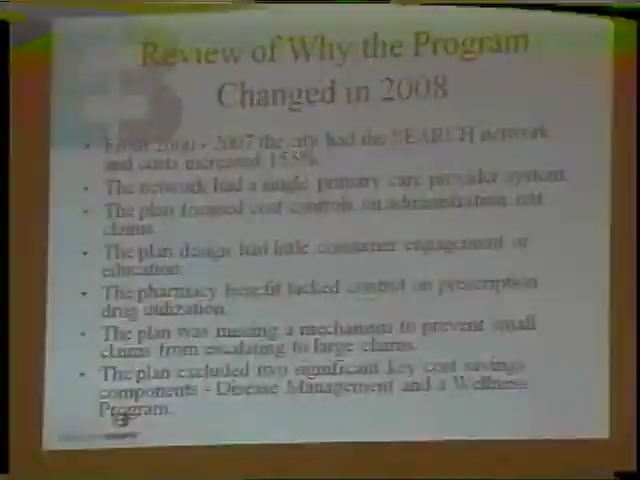 Review of Why the Program
Changed in 2008
• From 2000 - 2007 the city had the SEARCH network
and costs increased 155%.
• The network had a single primary care provider system.
• The plan focused cost controls on administration not
claims.
• The plan design had little consumer engagement or
education.
• The pharmacy benefit lacked control on prescription
drug utilization.
• The plan was missing a mechanism to prevent small
claims from escalating to large claims.
• The plan excluded two significant key cost savings
components - Disease Management and a Wellness
Program.